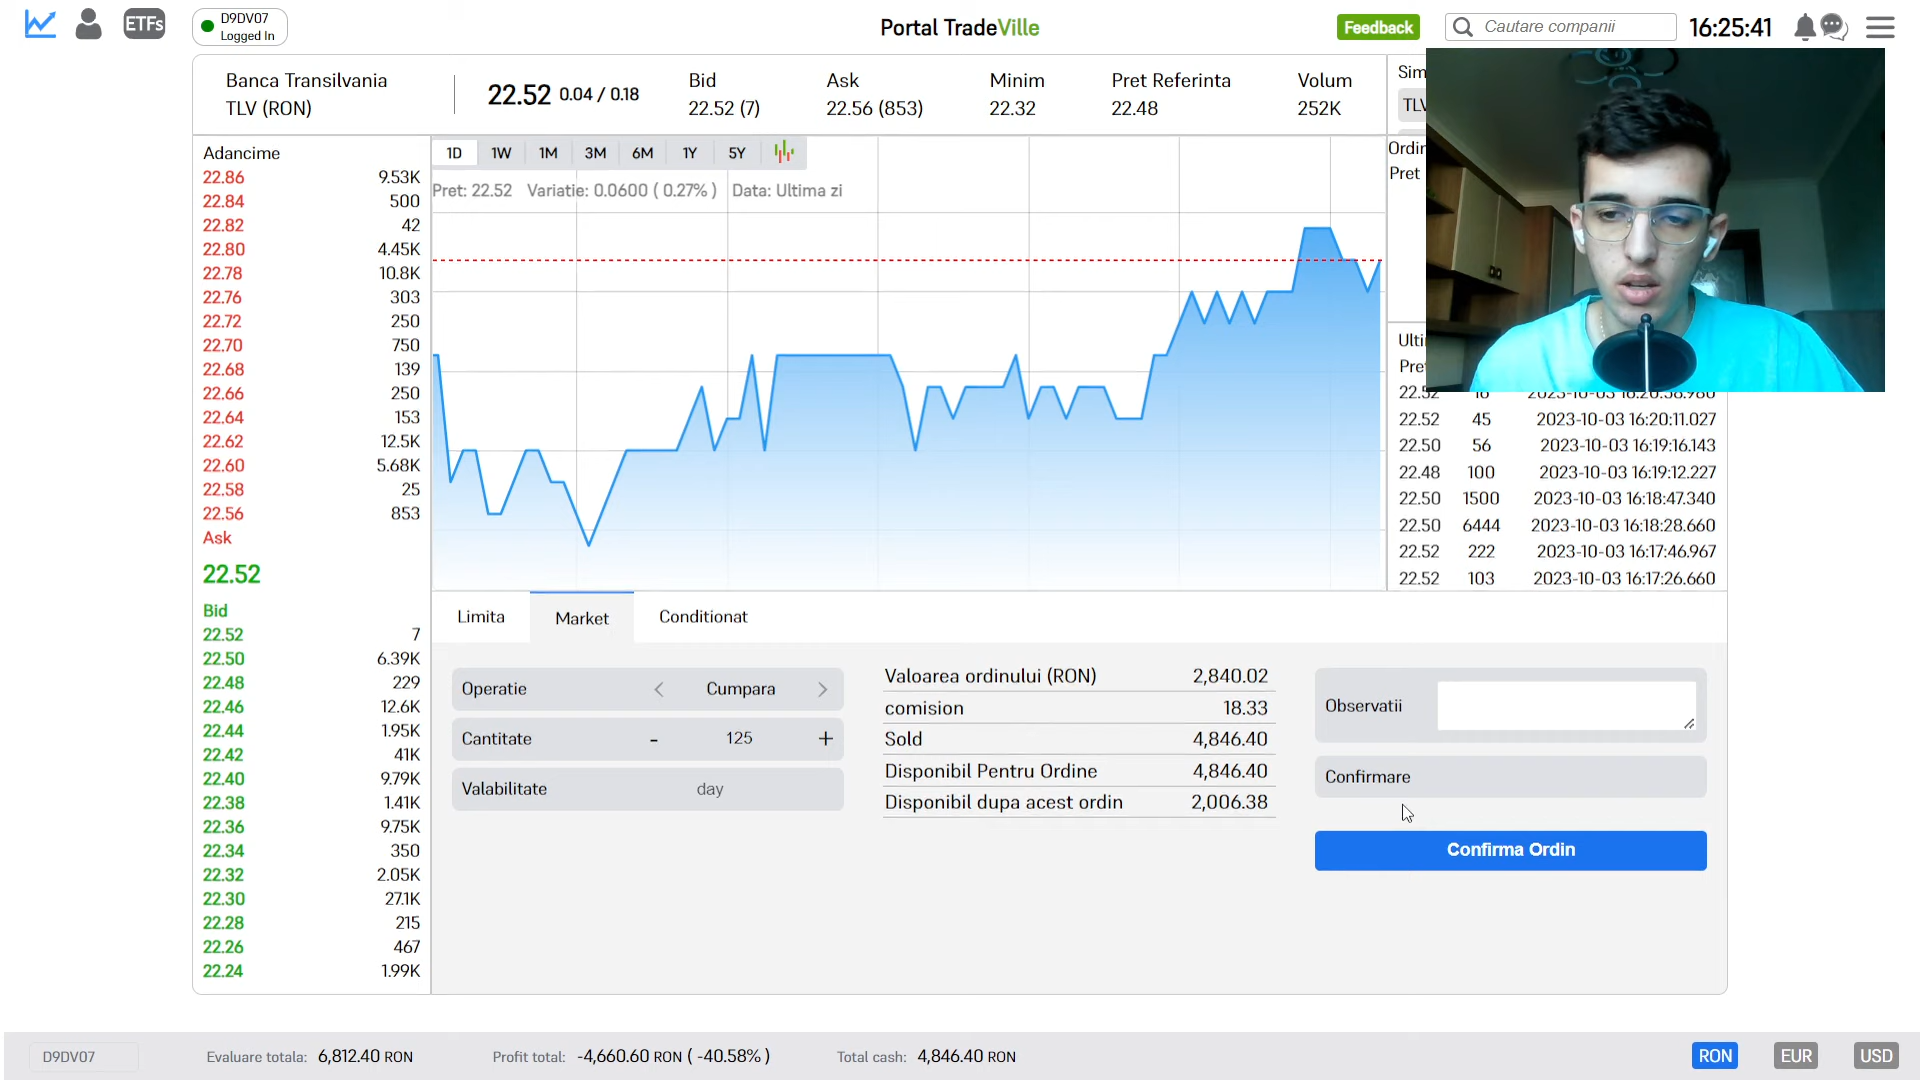 ETFs
D9DV07
Logged In
Portal TradeVille
Feedback
Cautare companii
16:25:41
Banca Transilvania
TLV (RON)
22.52 0.04 / 0.18
Bid
22.52 (7)
Ask
22.56 (853)
Minim
22.32
Pret Referinta
22.48
Volum
252K
Adancime
22.86 9.53K
22.84 500
22.82 42
22.80 4.45K
22.78 10.8K
22.76 303
22.72 250
22.70 750
22.68 139
22.66 250
22.64 153
22.62 12.5K
22.60 5.68K
22.58 25
22.56 853
Ask
22.52
Bid
22.52 7
22.50 6.39K
22.48 229
22.46 12.6K
22.44 1.95K
22.42 41K
22.40 9.79K
22.38 1.41K
22.36 9.75K
22.34 350
22.32 2.05K
22.30 27.1K
22.28 215
22.26 467
22.24 1.99K
1D 1W 1M 3M 6M 1Y 5Y
Pret: 22.52 Variatie: 0.0600 ( 0.27% ) Data: Ultima zi
Pret
22.52 45 2023-10-03 16:20:11.027
22.50 56 2023-10-03 16:19:16.143
22.48 100 2023-10-03 16:19:12.227
22.50 1500 2023-10-03 16:18:47.340
22.50 6444 2023-10-03 16:18:28.660
22.52 222 2023-10-03 16:17:46.967
22.52 103 2023-10-03 16:17:26.660
Limita Market Conditionat
Operatie < Cumpara >
Cantitate - 125 +
Valabilitate day
Valoarea ordinului (RON) 2,840.02
comision 18.33
Sold 4,846.40
Disponibil Pentru Ordine 4,846.40
Disponibil dupa acest ordin 2,006.38
Observatii
Confirmare
Confirma Ordin
D9DV07 Evaluare totala: 6,812.40 RON Profit total: -4,660.60 RON ( -40.58% ) Total cash: 4,846.40 RON RON EUR USD